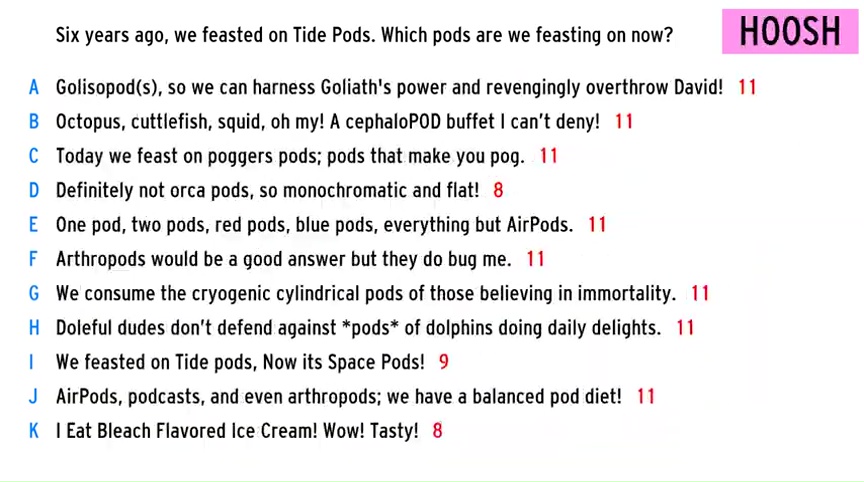 Six years ago, we feasted on Tide Pods. Which pods are we feasting on now?
HOOSH
A Golisopod(s), so we can harness Goliath's power and revengingly overthrow David! 11
B Octopus, cuttlefish, squid, oh my! A cephaloPOD buffet I can't deny! 11
C Today we feast on poggers pods; pods that make you pog. 11
D Definitely not orca pods, so monochromatic and flat! 8
E One pod, two pods, red pods, blue pods, everything but AirPods. 11
F Arthropods would be a good answer but they do bug me. 11
G We consume the cryogenic cylindrical pods of those believing in immortality. 11
H Doleful dudes don't defend against *pods* of dolphins doing daily delights. 11
I We feasted on Tide pods, Now its Space Pods! 9
J AirPods, podcasts, and even arthropods; we have a balanced pod diet! 11
K I Eat Bleach Flavored Ice Cream! Wow! Tasty! 8